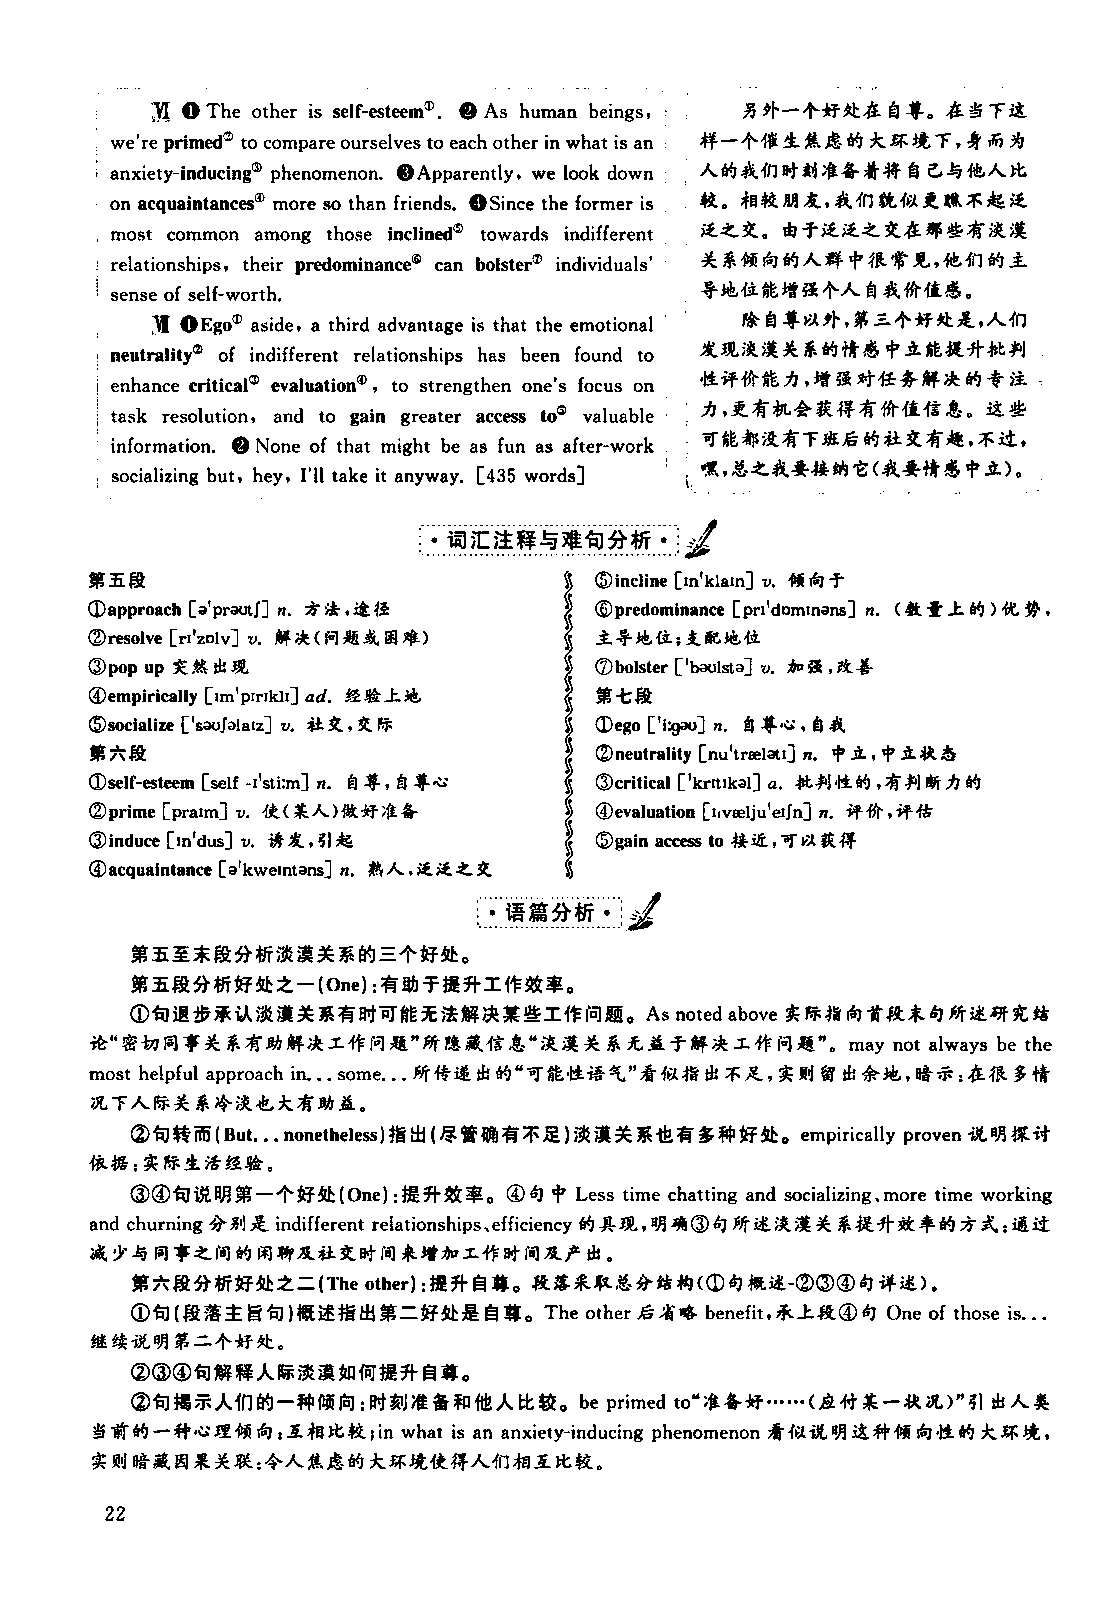 Ⅵ ❶ The other is self-esteem①. ❷ As human beings,
we're primed② to compare ourselves to each other in what is an
anxiety-inducing③ phenomenon. ❸Apparently, we look down
on acquaintances④ more so than friends. ❹Since the former is
most common among those inclined⑤ towards indifferent
relationships, their predominance⑥ can bolster⑦ individuals'
sense of self-worth.
Ⅶ ❶Ego① aside, a third advantage is that the emotional
neutrality② of indifferent relationships has been found to
enhance critical③ evaluation④, to strengthen one's focus on
task resolution, and to gain greater access to⑤ valuable
information. ❷None of that might be as fun as after-work
socializing but, hey, I'll take it anyway. [435 words]
另外一个好处在自尊。在当下这
样一个催生焦虑的大环境下,身而为
人的我们时刻准备着将自己与他人比
较。相较朋友,我们貌似更瞧不起泛
泛之交。由于泛泛之交在那些有淡漠
关系倾向的人群中很常见,他们的主
导地位能增强个人自我价值感。
除自尊以外,第三个好处是,人们
发现淡漠关系的情感中立能提升批判
性评价能力,增强对任务解决的专注
力,更有机会获得有价值信息。这些
可能都没有下班后的社交有趣,不过,
嘿,总之我要接纳它(我要情感中立)。
·词汇注释与难句分析·
第五段
①approach [ə'prəʊtʃ] n. 方法,途径
②resolve [rɪ'zɒlv] v. 解决(问题或困难)
③pop up 突然出现
④empirically [ɪm'pɪrɪklɪ] ad. 经验上地
⑤socialize ['səʊʃəlaɪz] v. 社交,交际
第六段
①self-esteem [self -ɪ'sti:m] n. 自尊,自尊心
②prime [praɪm] v. 使(某人)做好准备
③induce [ɪn'dus] v. 诱发,引起
④acquaintance [ə'kweɪntəns] n. 熟人,泛泛之交
⑤incline [ɪn'klaɪn] v. 倾向于
⑥predominance [prɪ'dɒmɪnəns] n. (数量上的)优势,
主导地位;支配地位
⑦bolster ['bəʊlstə] v. 加强,改善
第七段
①ego ['i:gəʊ] n. 自尊心,自我
②neutrality [nu'trælətɪ] n. 中立,中立状态
③critical ['krɪtɪkəl] a. 批判性的,有判断力的
④evaluation [ɪˌvælju'eɪʃn] n. 评价,评估
⑤gain access to 接近,可以获得
·语篇分析·
第五至末段分析淡漠关系的三个好处。
第五段分析好处之一(One):有助于提升工作效率。
①句退步承认淡漠关系有时可能无法解决某些工作问题。As noted above 实际指向首段末句所述研究结
论“密切同事关系有助解决工作问题”所隐藏信息“淡漠关系无益于解决工作问题”。may not always be the
most helpful approach in... some... 所传递出的“可能性语气”看似指出不足,实则留出余地,暗示:在很多情
况下人际关系冷淡也大有助益。
②句转而(But... nonetheless)指出(尽管确有不足)淡漠关系也有多种好处。empirically proven 说明探讨
依据:实际生活经验。
③④句说明第一个好处(One):提升效率。④句中 Less time chatting and socializing、more time working
and churning 分别是 indifferent relationships、efficiency 的具现,明确③句所述淡漠关系提升效率的方式:通过
减少与同事之间的闲聊及社交时间来增加工作时间及产出。
第六段分析好处之二(The other):提升自尊。段落采取总分结构(①句概述-②③④句详述)。
①句(段落主旨句)概述指出第二好处是自尊。The other 后省略 benefit,承上段④句 One of those is...
继续说明第二个好处。
②③④句解释人际淡漠如何提升自尊。
②句揭示人们的一种倾向:时刻准备和他人比较。be primed to“准备好……(应付某一状况)”引出人类
当前的一种心理倾向:互相比较;in what is an anxiety-inducing phenomenon 看似说明这种倾向性的大环境,
实则暗藏因果关联:令人焦虑的大环境使得人们相互比较。
22